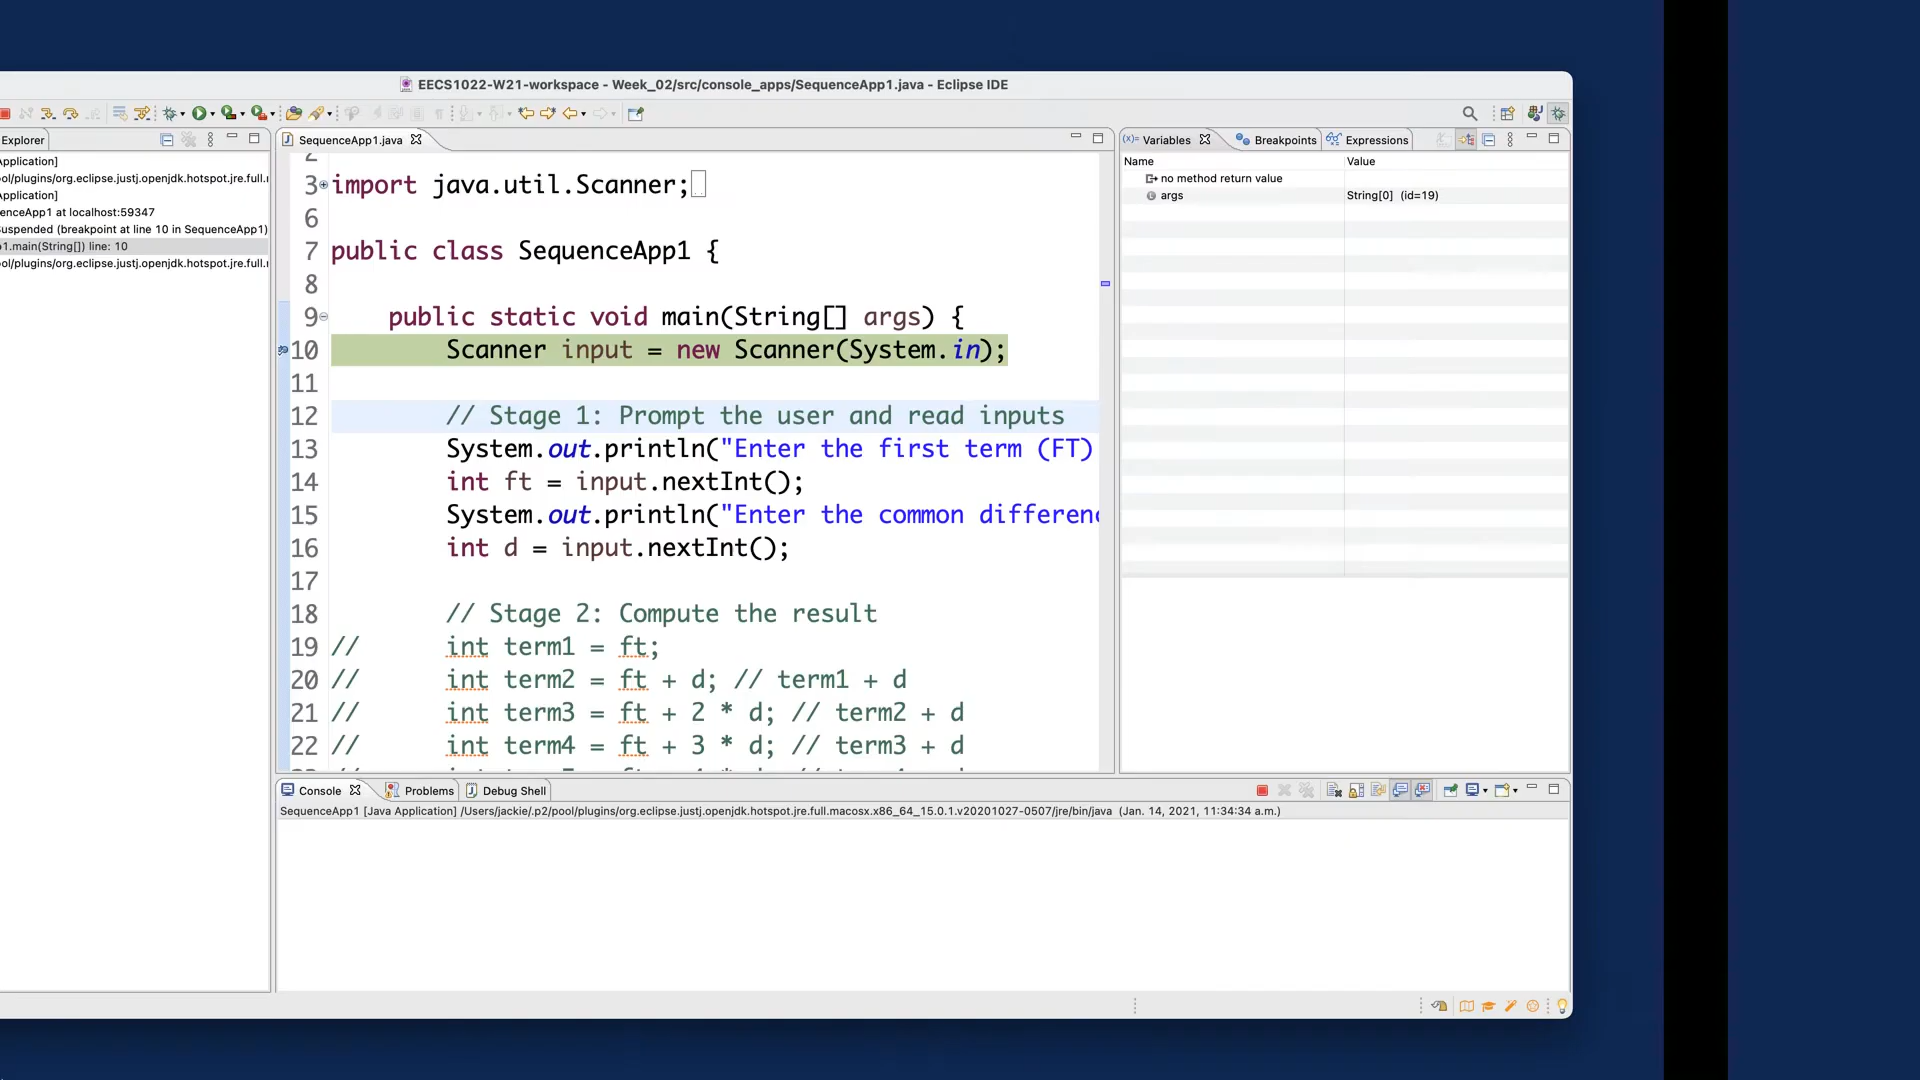 EECS1022-W21-workspace - Week_02/src/console_apps/SequenceApp1.java - Eclipse IDE
Explorer
SequenceApp1.java
Variables
Breakpoints
Expressions
Application]
ol/plugins/org.eclipse.justj.openjdk.hotspot.jre.full.
Application]
enceApp1 at localhost:59347
Suspended (breakpoint at line 10 in SequenceApp1)
1.main(String[]) line: 10
ol/plugins/org.eclipse.justj.openjdk.hotspot.jre.full.
2
3 import java.util.Scanner;
6
7 public class SequenceApp1 {
8
9 public static void main(String[] args) {
10 Scanner input = new Scanner(System.in);
11
12 // Stage 1: Prompt the user and read inputs
13 System.out.println("Enter the first term (FT)
14 int ft = input.nextInt();
15 System.out.println("Enter the common differenc
16 int d = input.nextInt();
17
18 // Stage 2: Compute the result
19 // int term1 = ft;
20 // int term2 = ft + d; // term1 + d
21 // int term3 = ft + 2 * d; // term2 + d
22 // int term4 = ft + 3 * d; // term3 + d
Name Value
no method return value
args String[0] (id=19)
Console
Problems
Debug Shell
SequenceApp1 [Java Application] /Users/jackie/.p2/pool/plugins/org.eclipse.justj.openjdk.hotspot.jre.full.macosx.x86_64_15.0.1.v20201027-0507/jre/bin/java (Jan. 14, 2021, 11:34:34 a.m.)